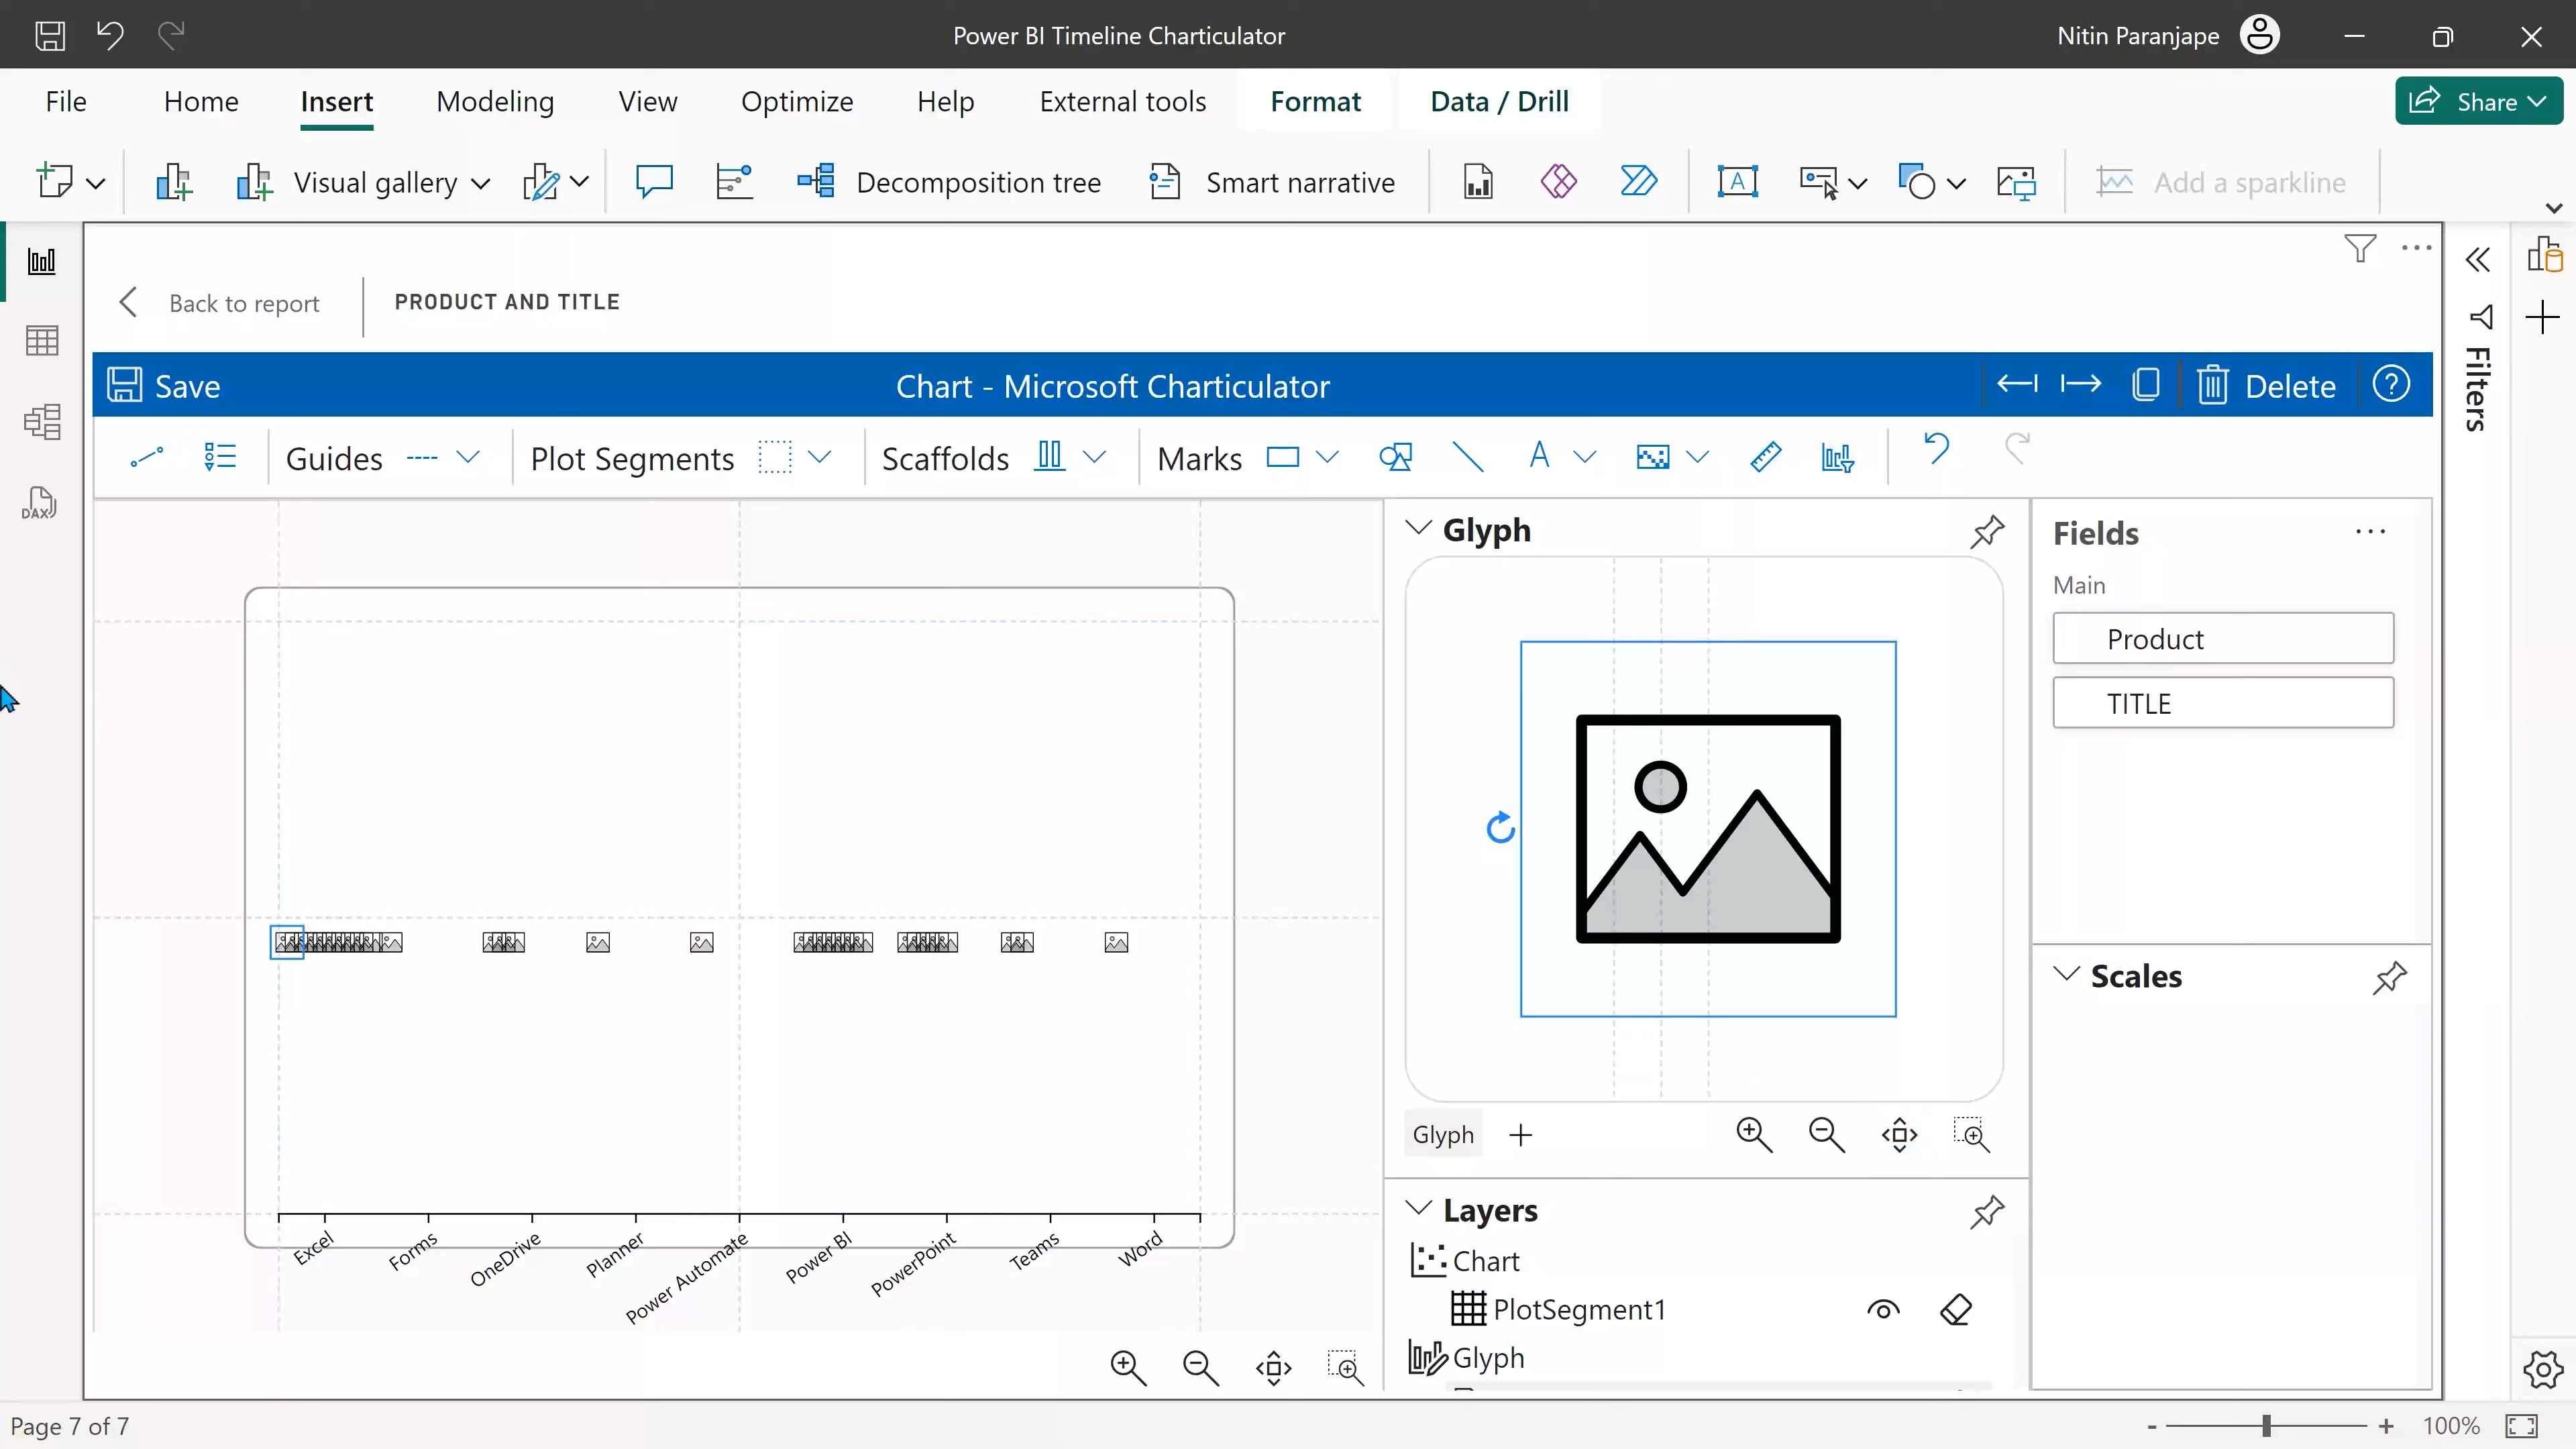 Power BI Timeline Charticulator
Nitin Paranjape
File Home Insert Modeling View Optimize Help External tools Format Data / Drill Share
Visual gallery Decomposition tree Smart narrative A Add a sparkline
Back to report PRODUCT AND TITLE
Filters
Save Chart - Microsoft Charticulator Delete
Guides Plot Segments Scaffolds Marks A
DAX
Glyph
Fields
Main
Product
TITLE
Scales
Glyph
Layers
Chart
PlotSegment1
Glyph
Excel Forms OneDrive Planner Power Automate Power BI PowerPoint Teams Word
Page 7 of 7 - + 100%